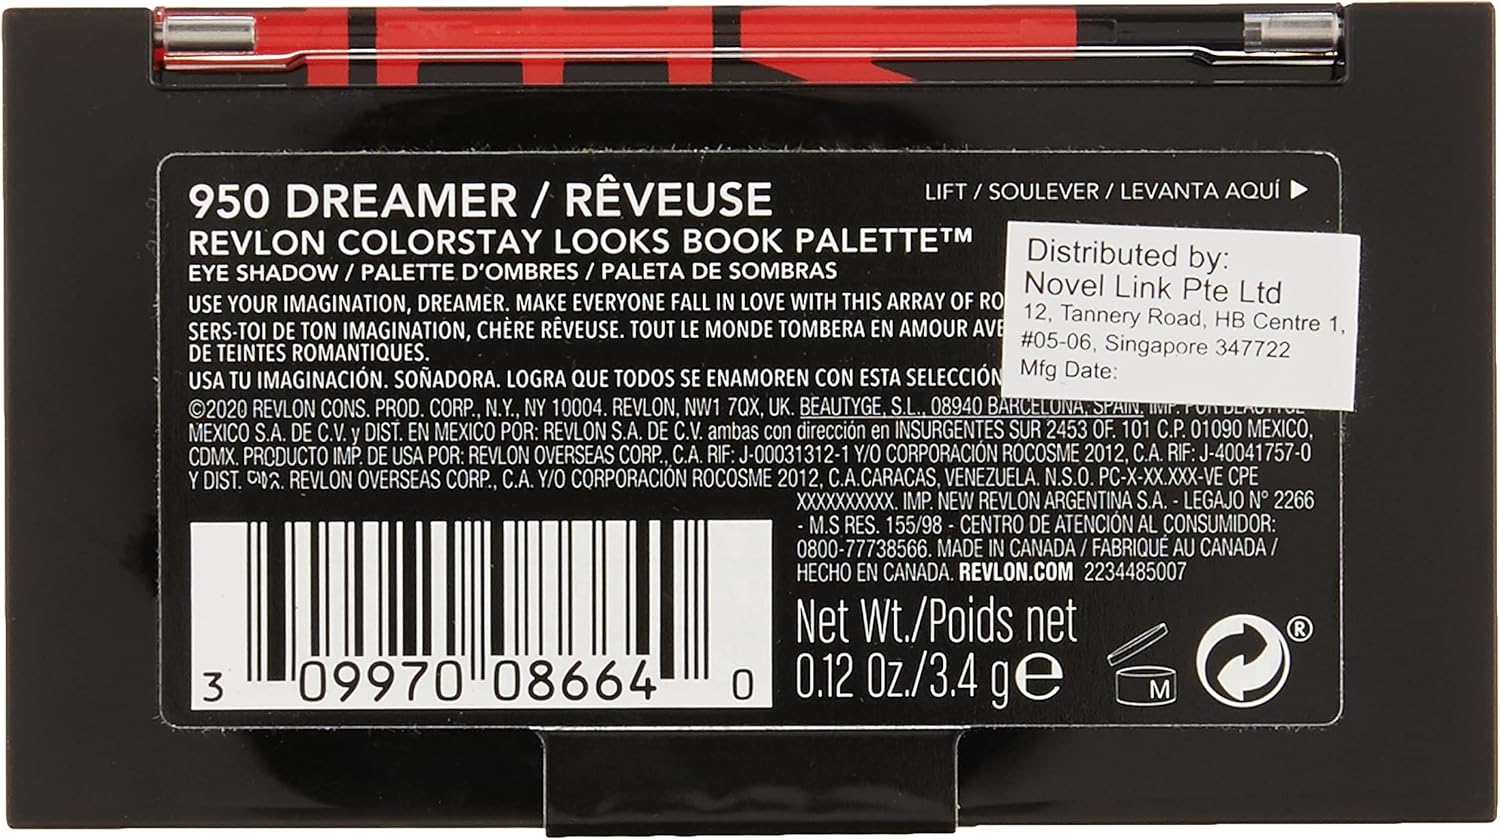 950 DREAMER / RÊVEUSE
LIFT / SOULEVER / LEVANTA AQUÍ ▶
REVLON COLORSTAY LOOKS BOOK PALETTE™
EYE SHADOW / PALETTE D'OMBRES / PALETA DE SOMBRAS
USE YOUR IMAGINATION, DREAMER. MAKE EVERYONE FALL IN LOVE WITH THIS ARRAY OF
SERS-TOI DE TON IMAGINATION, CHÈRE RÊVEUSE. TOUT LE MONDE TOMBERA EN AMOUR
DE TEINTES ROMANTIQUES.
USA TU IMAGINACIÓN. SOÑADORA. LOGRA QUE TODOS SE ENAMOREN CON ESTA SELECCIÓN
Distributed by:
Novel Link Pte Ltd
12, Tannery Road, HB Centre 1,
#05-06, Singapore 347722
Mfg Date:
©2020 REVLON CONS. PROD. CORP., N.Y., NY 10004. REVLON, NW1 7QX, UK. BEAUTYGE, S.L., 08940 BARCELONA. SPAIN. IMP. POR BEAUTYGE
MEXICO S.A. DE C.V. y DIST. EN MEXICO POR: REVLON S.A. DE C.V. ambas con dirección en INSURGENTES SUR 2453 OF. 101 C.P. 01090 MEXICO,
CDMX. PRODUCTO IMP. DE USA POR: REVLON OVERSEAS CORP., C.A. RIF: J-00031312-1 Y/O CORPORACIÓN ROCOSME 2012, C.A. RIF: J-40041757-0
Y DIST. REVLON OVERSEAS CORP., C.A. Y/O CORPORACIÓN ROCOSME 2012, C.A.CARACAS, VENEZUELA. N.S.O. PC-X-XX.XXX-VE CPE
XXXXXXXXXX. IMP. NEW REVLON ARGENTINA S.A. - LEGAJO N° 2266
- M.S RES. 155/98 - CENTRO DE ATENCIÓN AL CONSUMIDOR:
0800-77738566. MADE IN CANADA / FABRIQUÉ AU CANADA /
HECHO EN CANADA. REVLON.COM 2234485007
3 09970 08664 0
Net Wt./Poids net
0.12 Oz./3.4 g e
M
®